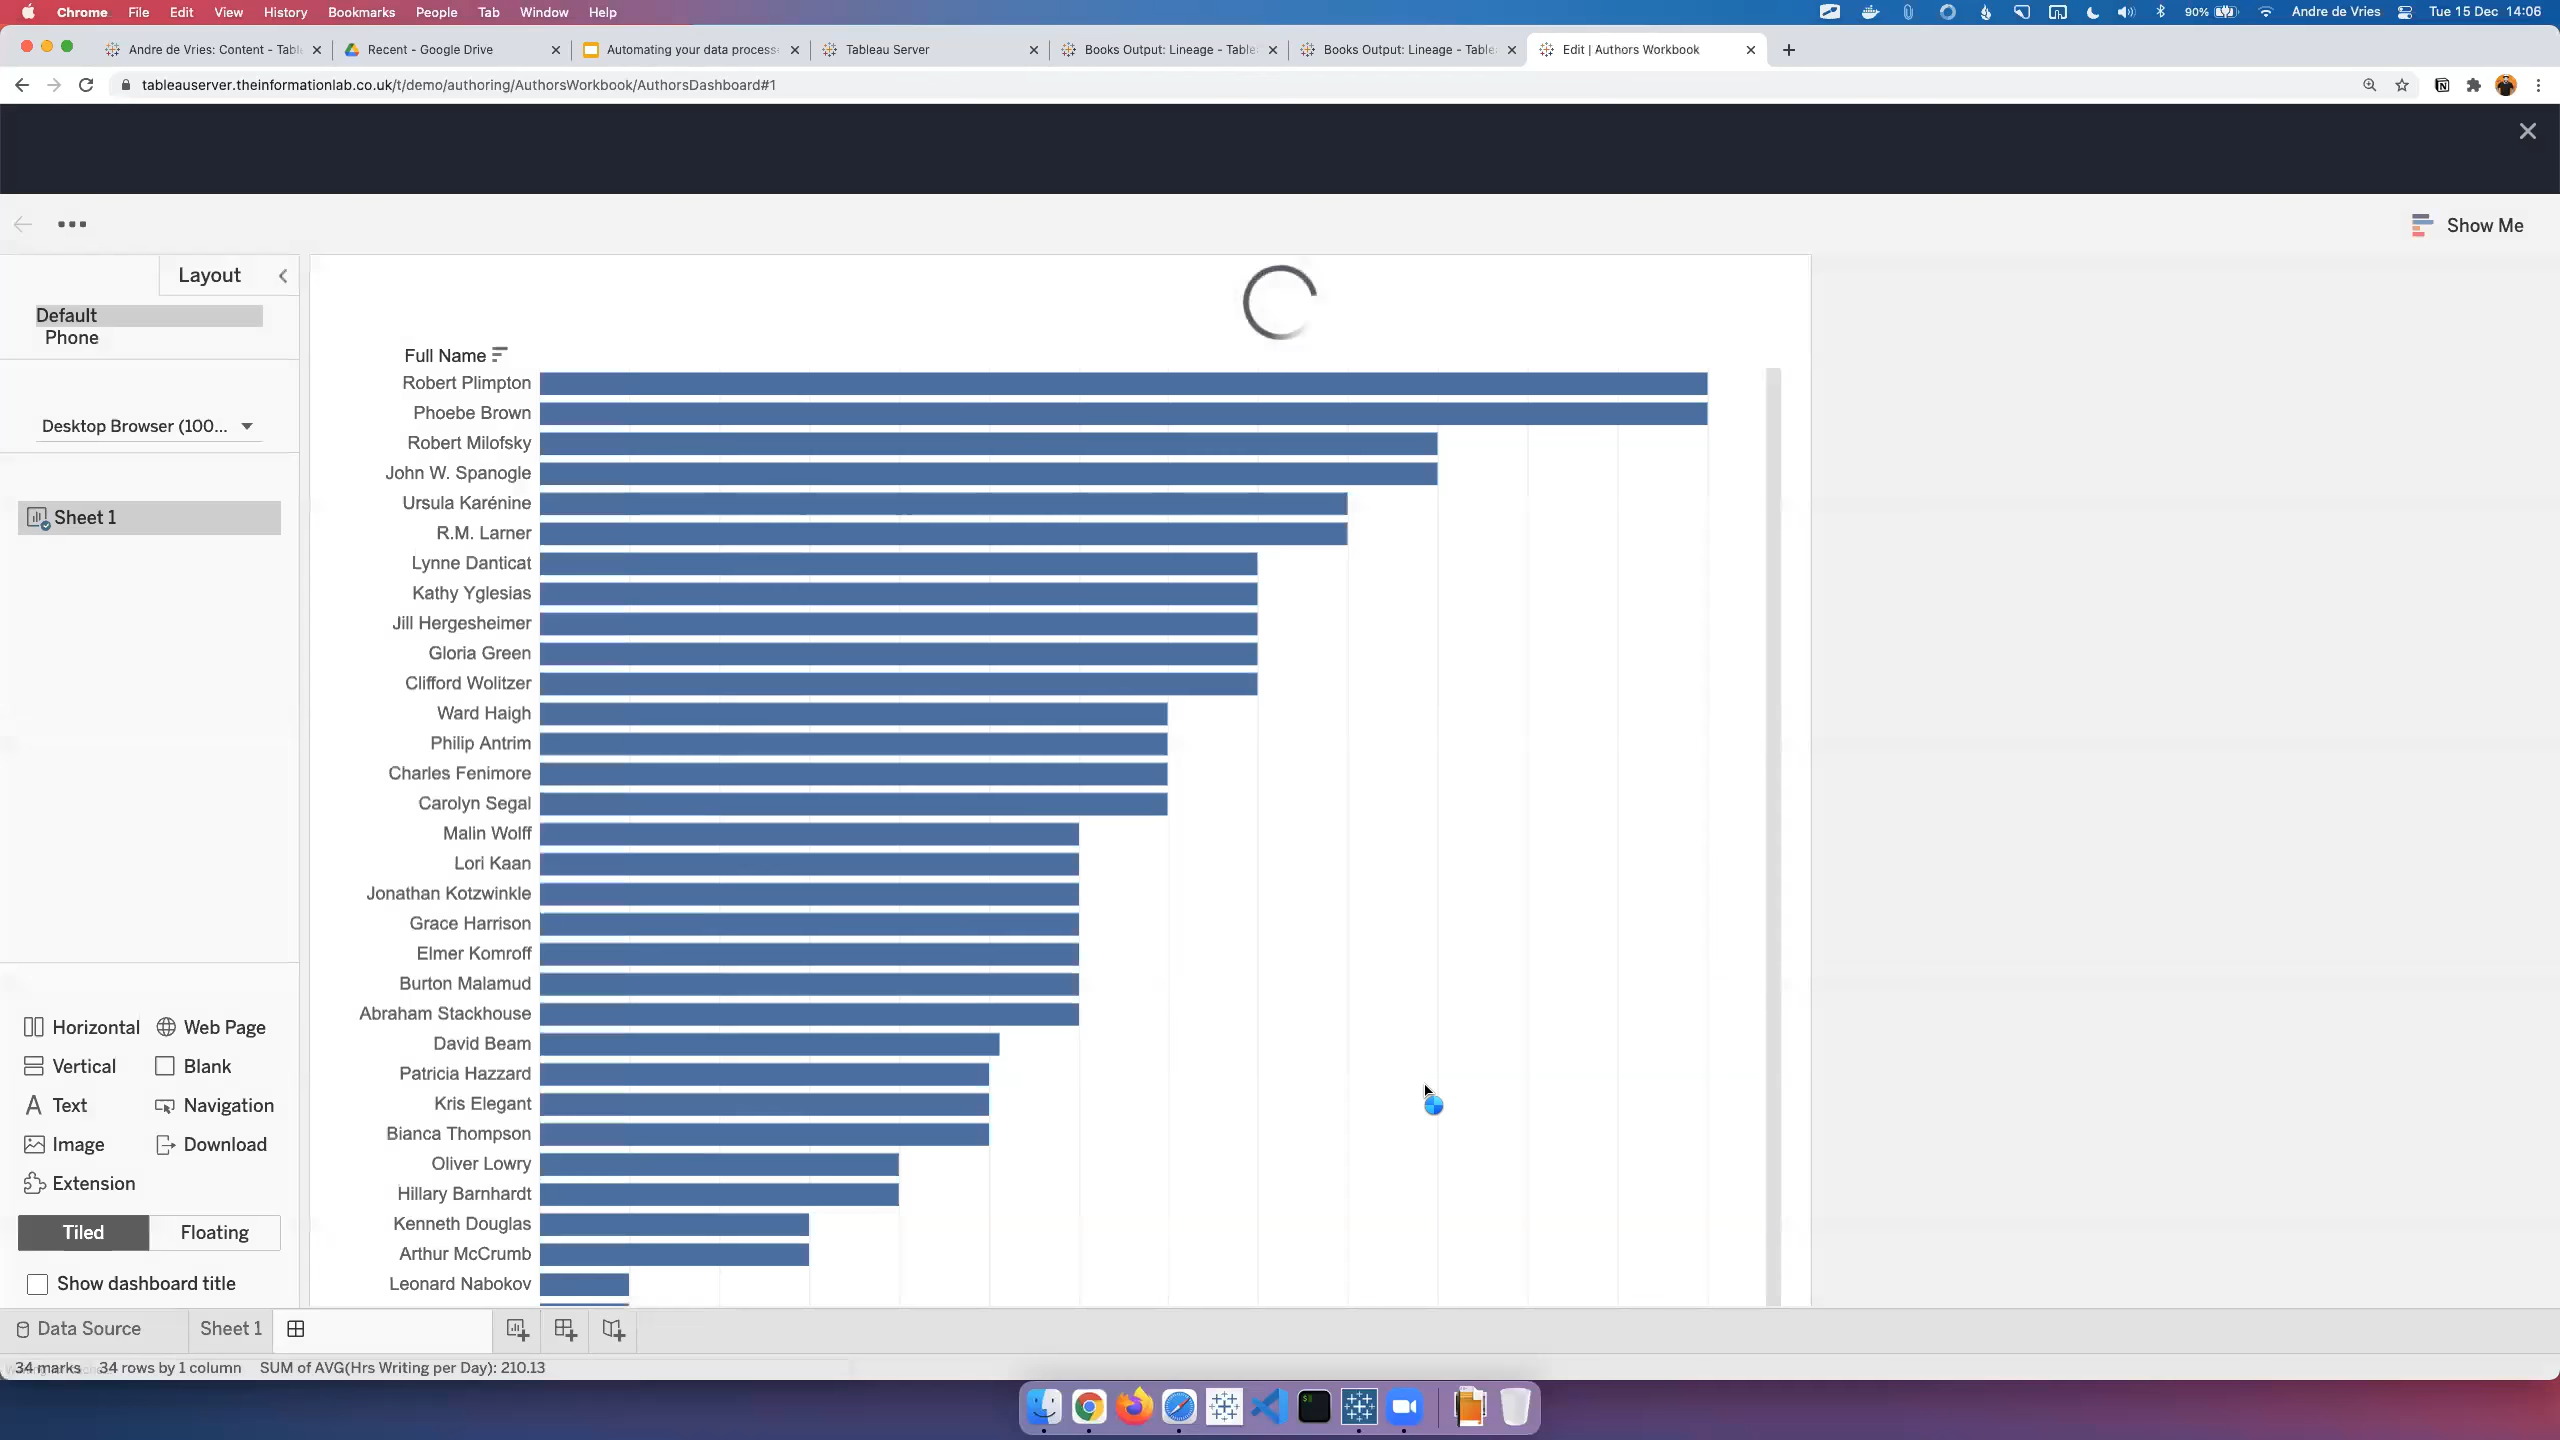 Chrome File Edit View History Bookmarks People Tab Window Help 90% Andre de Vries Tue 15 Dec 14:06
Andre de Vries: Content - Tabl Recent - Google Drive Automating your data process Tableau Server Books Output: Lineage - Table Books Output: Lineage - Table Edit | Authors Workbook
tableauserver.theinformationlab.co.uk/t/demo/authoring/AuthorsWorkbook/AuthorsDashboard#1
Show Me
Layout
Default
Phone
Desktop Browser (100...
Sheet 1
Horizontal Web Page
Vertical Blank
Text Navigation
Image Download
Extension
Tiled Floating
Show dashboard title
Full Name
Robert Plimpton
Phoebe Brown
Robert Milofsky
John W. Spanogle
Ursula Karénine
R.M. Larner
Lynne Danticat
Kathy Yglesias
Jill Hergesheimer
Gloria Green
Clifford Wolitzer
Ward Haigh
Philip Antrim
Charles Fenimore
Carolyn Segal
Malin Wolff
Lori Kaan
Jonathan Kotzwinkle
Grace Harrison
Elmer Komroff
Burton Malamud
Abraham Stackhouse
David Beam
Patricia Hazzard
Kris Elegant
Bianca Thompson
Oliver Lowry
Hillary Barnhardt
Kenneth Douglas
Arthur McCrumb
Leonard Nabokov
Data Source Sheet 1
34 marks 34 rows by 1 column SUM of AVG(Hrs Writing per Day): 210.13